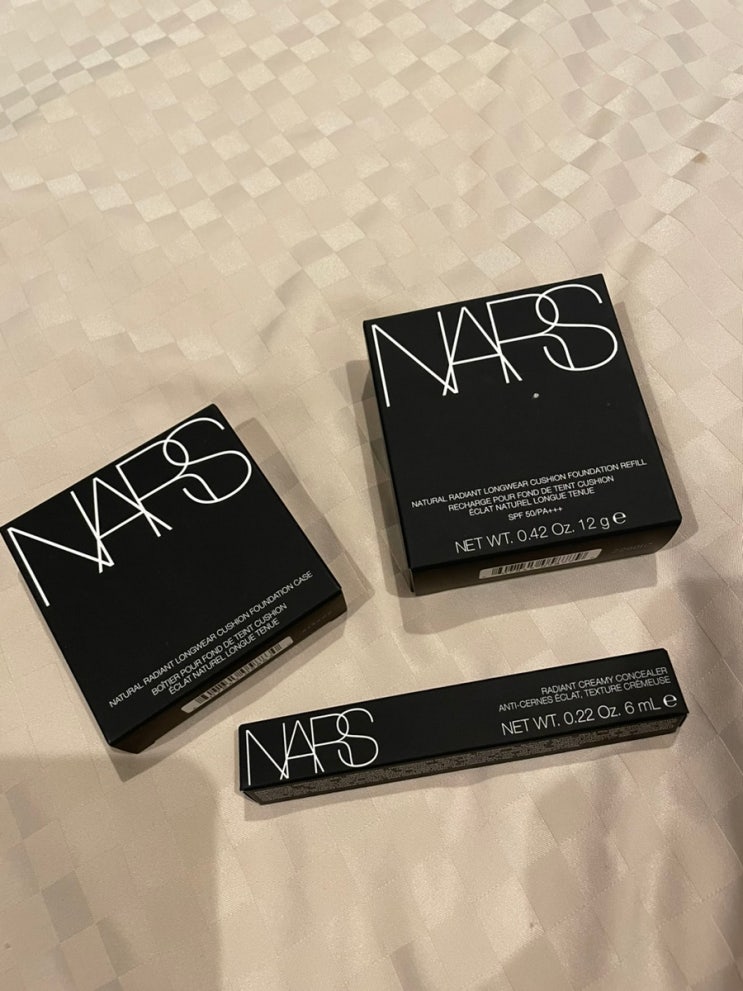 NARS
NATURAL RADIANT LONGWEAR CUSHION FOUNDATION CASE
BOÎTIER POUR FOND DE TEINT CUSHION
ÉCLAT NATUREL LONGUE TENUE
NARS
NATURAL RADIANT LONGWEAR CUSHION FOUNDATION REFILL
RECHARGE POUR FOND DE TEINT CUSHION
ÉCLAT NATUREL LONGUE TENUE
SPF 50/PA+++
NET WT. 0.42 Oz. 12 g ℮
NARS
RADIANT CREAMY CONCEALER
ANTI-CERNES ÉCLAT, TEXTURE CRÉMEUSE
NET WT. 0.22 Oz. 6 mL ℮